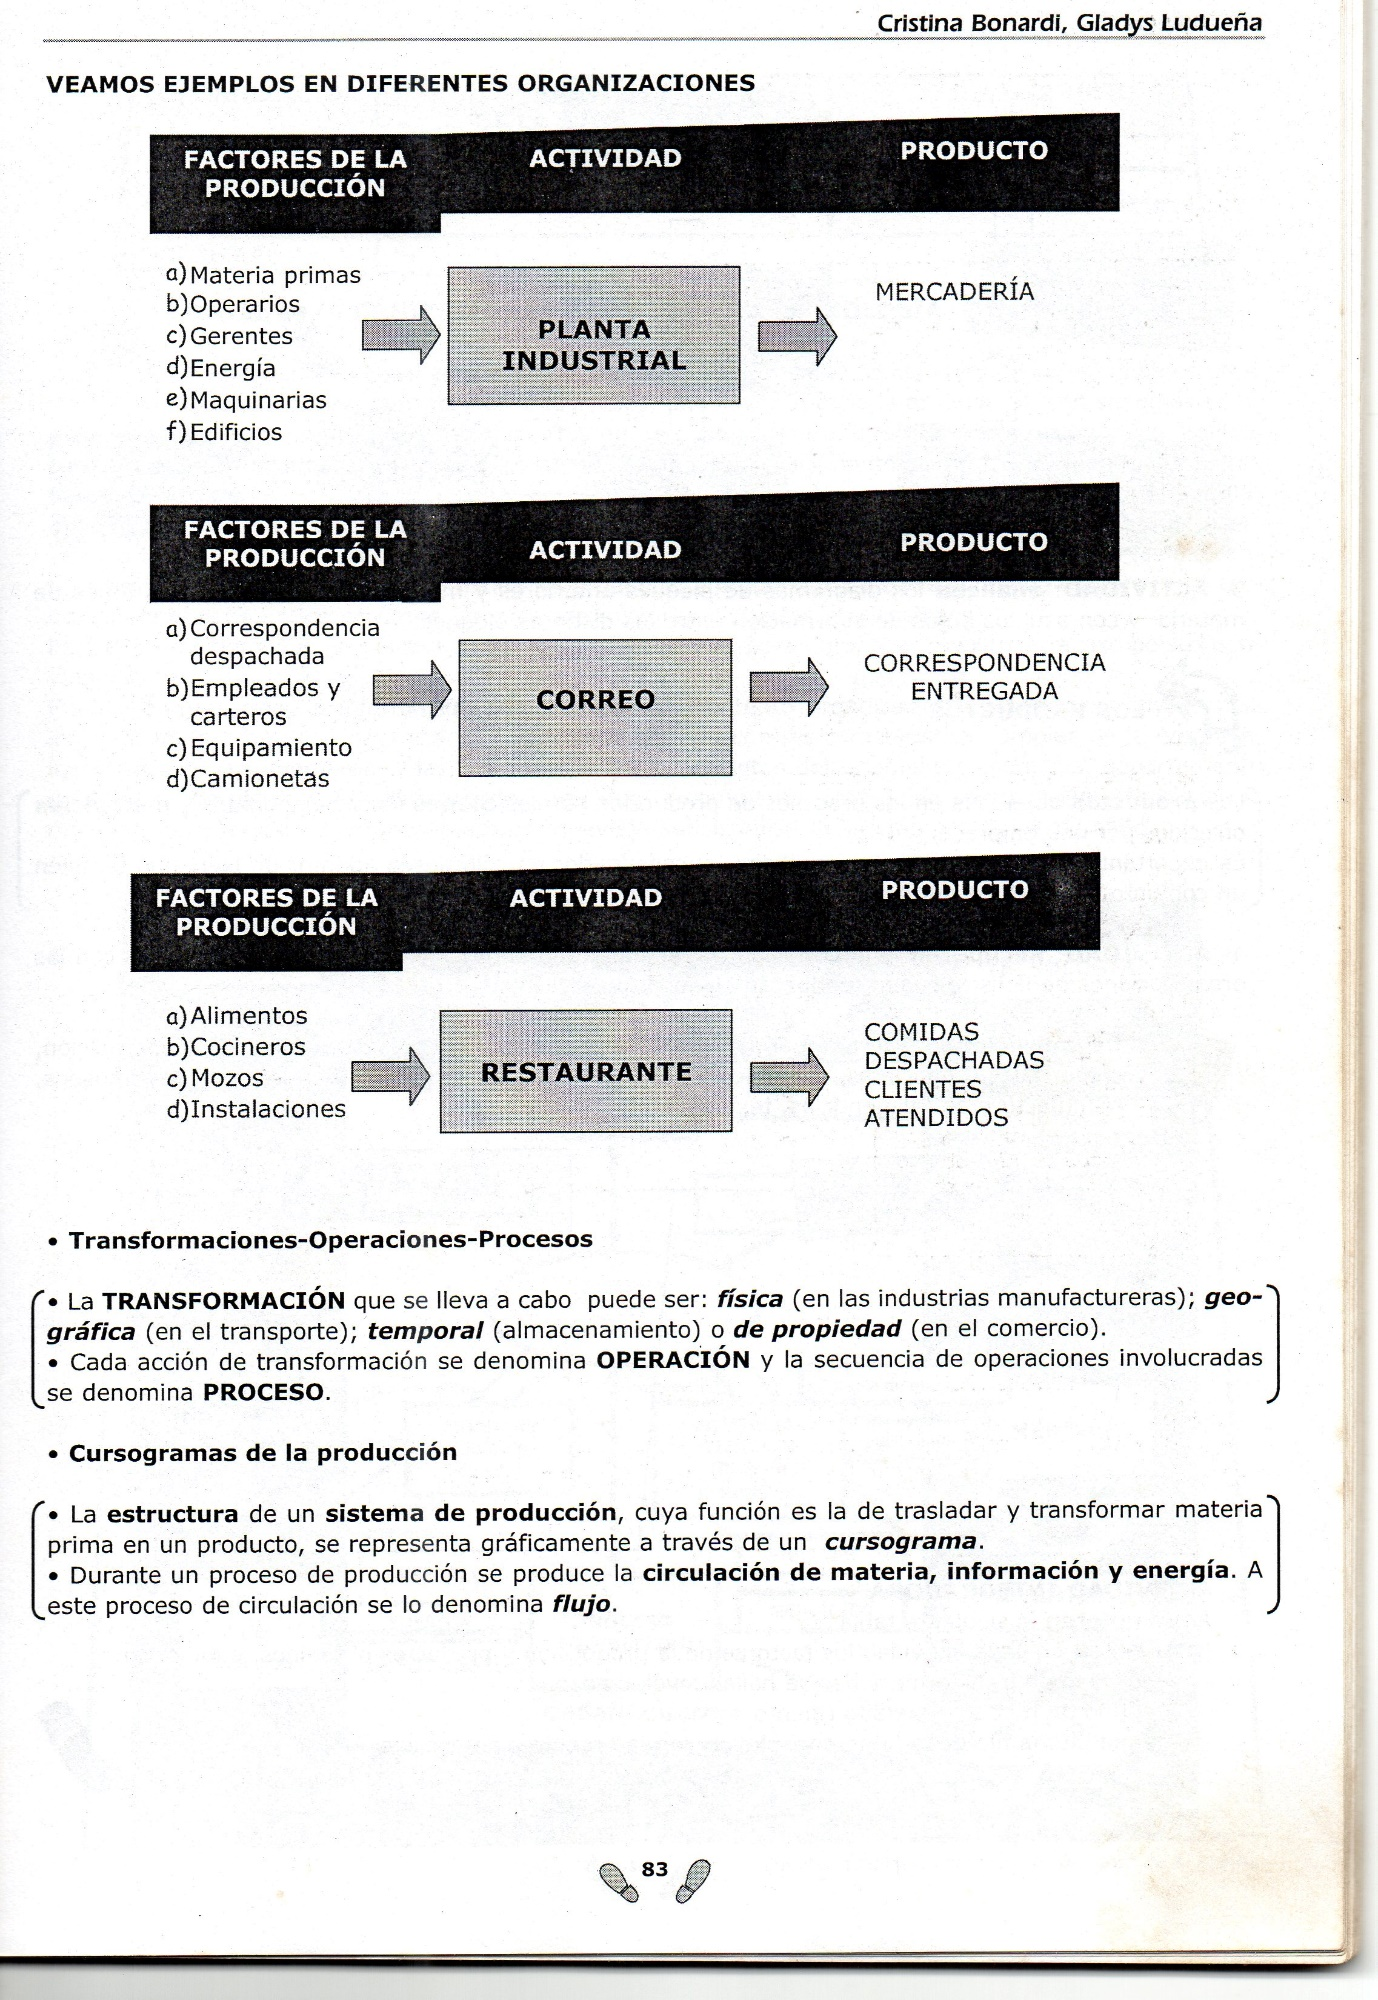 Cristina Bonardi, Gladys Ludueña
VEAMOS EJEMPLOS EN DIFERENTES ORGANIZACIONES
FACTORES DE LA
PRODUCCIÓN
ACTIVIDAD
PRODUCTO
a)Materia primas
b)Operarios
c)Gerentes
d)Energía
e)Maquinarias
f)Edificios
PLANTA
INDUSTRIAL
MERCADERÍA
FACTORES DE LA
PRODUCCIÓN
ACTIVIDAD
PRODUCTO
a)Correspondencia
despachada
b)Empleados y
carteros
c)Equipamiento
d)Camionetas
CORREO
CORRESPONDENCIA
ENTREGADA
FACTORES DE LA
PRODUCCIÓN
ACTIVIDAD
PRODUCTO
a)Alimentos
b)Cocineros
c)Mozos
d)Instalaciones
RESTAURANTE
COMIDAS
DESPACHADAS
CLIENTES
ATENDIDOS
• Transformaciones-Operaciones-Procesos
• La TRANSFORMACIÓN que se lleva a cabo puede ser: física (en las industrias manufactureras); geo-
gráfica (en el transporte); temporal (almacenamiento) o de propiedad (en el comercio).
• Cada acción de transformación se denomina OPERACIÓN y la secuencia de operaciones involucradas
se denomina PROCESO.
• Cursogramas de la producción
• La estructura de un sistema de producción, cuya función es la de trasladar y transformar materia
prima en un producto, se representa gráficamente a través de un cursograma.
• Durante un proceso de producción se produce la circulación de materia, información y energía. A
este proceso de circulación se lo denomina flujo.
83